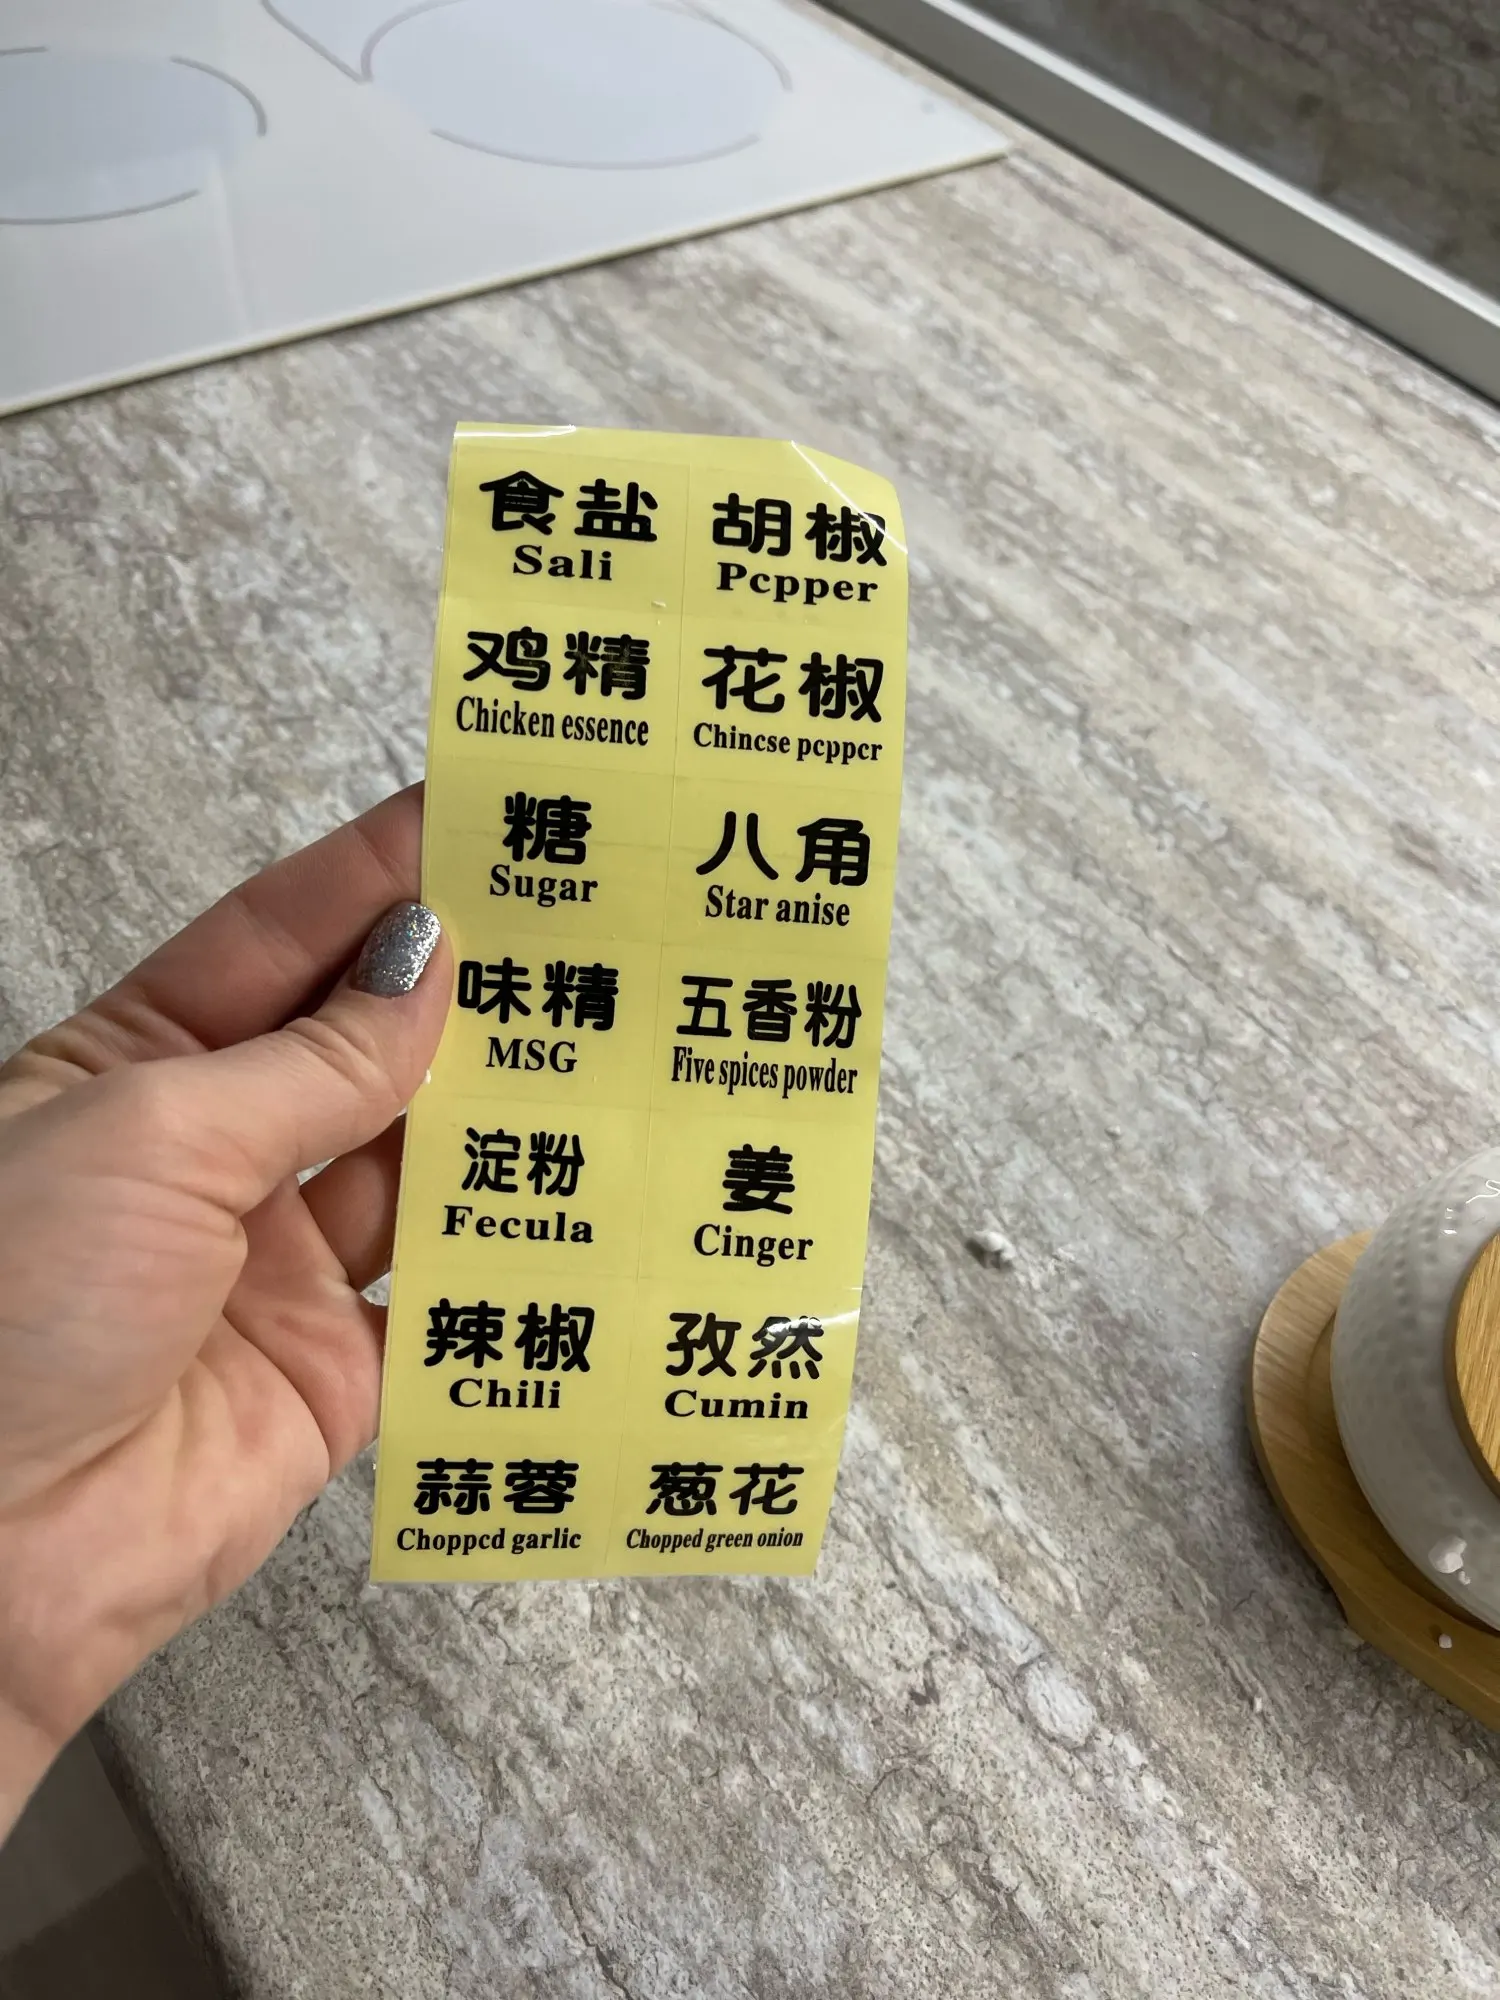 食盐
Sali
胡椒
Pcpper
鸡精
Chicken essence
花椒
Chincse pcppcr
糖
Sugar
八角
Star anise
味精
MSG
五香粉
Five spices powder
淀粉
Fecula
姜
Cinger
辣椒
Chili
孜然
Cumin
蒜蓉
Choppcd garlic
葱花
Chopped green onion